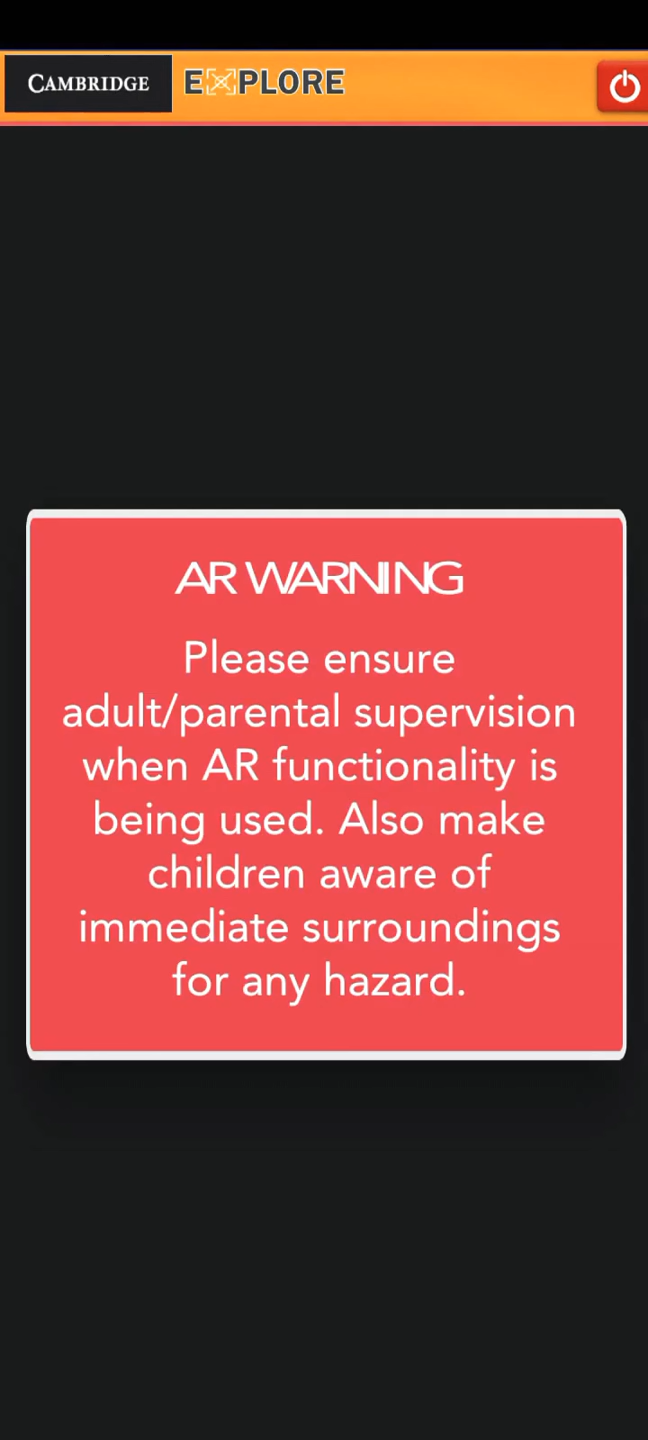 CAMBRIDGE EXPLORE
AR WARNING
Please ensure
adult/parental supervision
when AR functionality is
being used. Also make
children aware of
immediate surroundings
for any hazard.